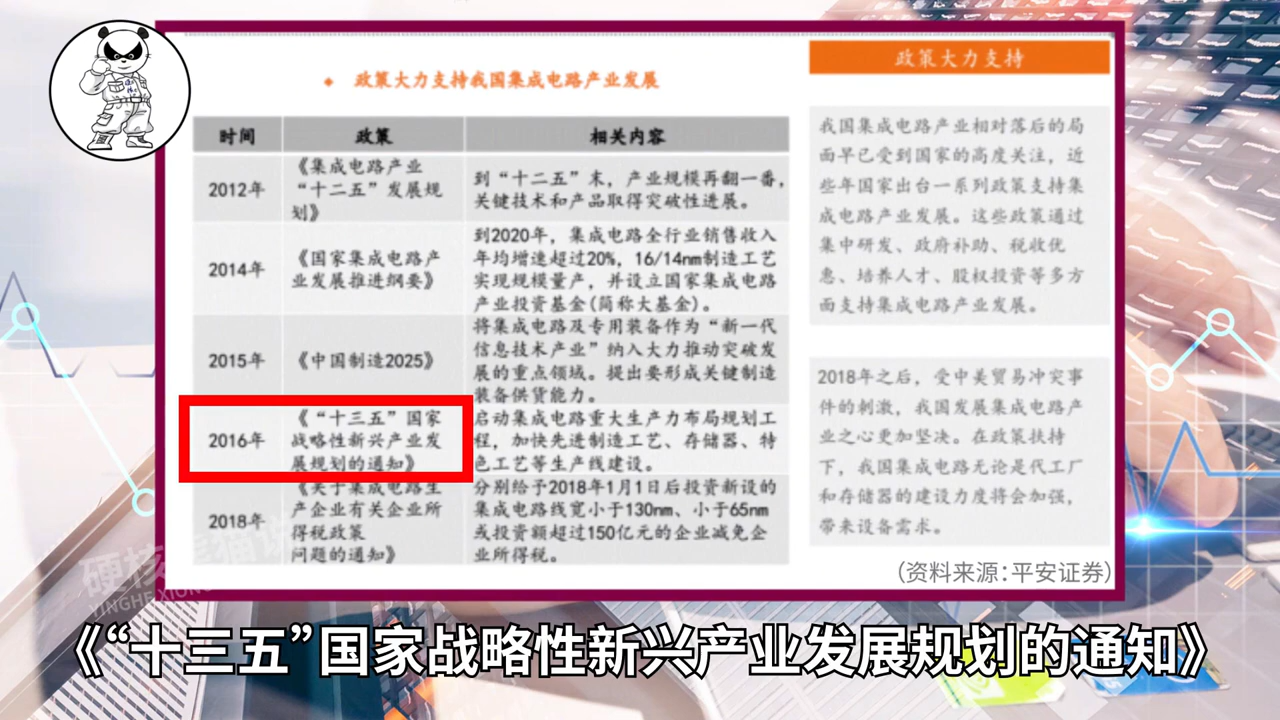 政策大力支持
◆ 政策大力支持我国集成电路产业发展
时间 政策 相关内容
2012年
《集成电路产业
“十二五”发展规
划》
到“十二五”末，产业规模再翻一番，
关键技术和产品取得突破性进展。
2014年
《国家集成电路产
业发展推进纲要》
到2020年，集成电路全行业销售收入
年均增速超过20%，16/14nm制造工艺
实现规模量产，并设立国家集成电路
产业投资基金(简称大基金)。
2015年
《中国制造2025》
将集成电路及专用装备作为“新一代
信息技术产业”纳入大力推动突破发
展的重点领域。提出要形成关键制造
装备供货能力。
2016年
《“十三五”国家
战略性新兴产业发
展规划的通知》
启动集成电路重大生产力布局规划工
程，加快先进制造工艺、存储器、特
色工艺等生产线建设。
2018年
《关于集成电路生
产企业有关企业所
得税政策
问题的通知》
分别给予2018年1月1日后投资新设的
集成电路线宽小于130nm、小于65nm
或投资额超过150亿元的企业减免企
业所得税。
我国集成电路产业相对落后的局
面早已受到国家的高度关注，近
些年国家出台一系列政策支持集
成电路产业发展。这些政策通过
集中研发、政府补助、税收优
惠、培养人才、股权投资等多方
面支持集成电路产业发展。
2018年之后，受中美贸易冲突事
件的刺激，我国发展集成电路产
业之心更加坚决。在政策扶持
下，我国集成电路无论是代工厂
和存储器的建设力度将会加强，
带来设备需求。
（资料来源：平安证券）
硬核熊猫说
《“十三五”国家战略性新兴产业发展规划的通知》